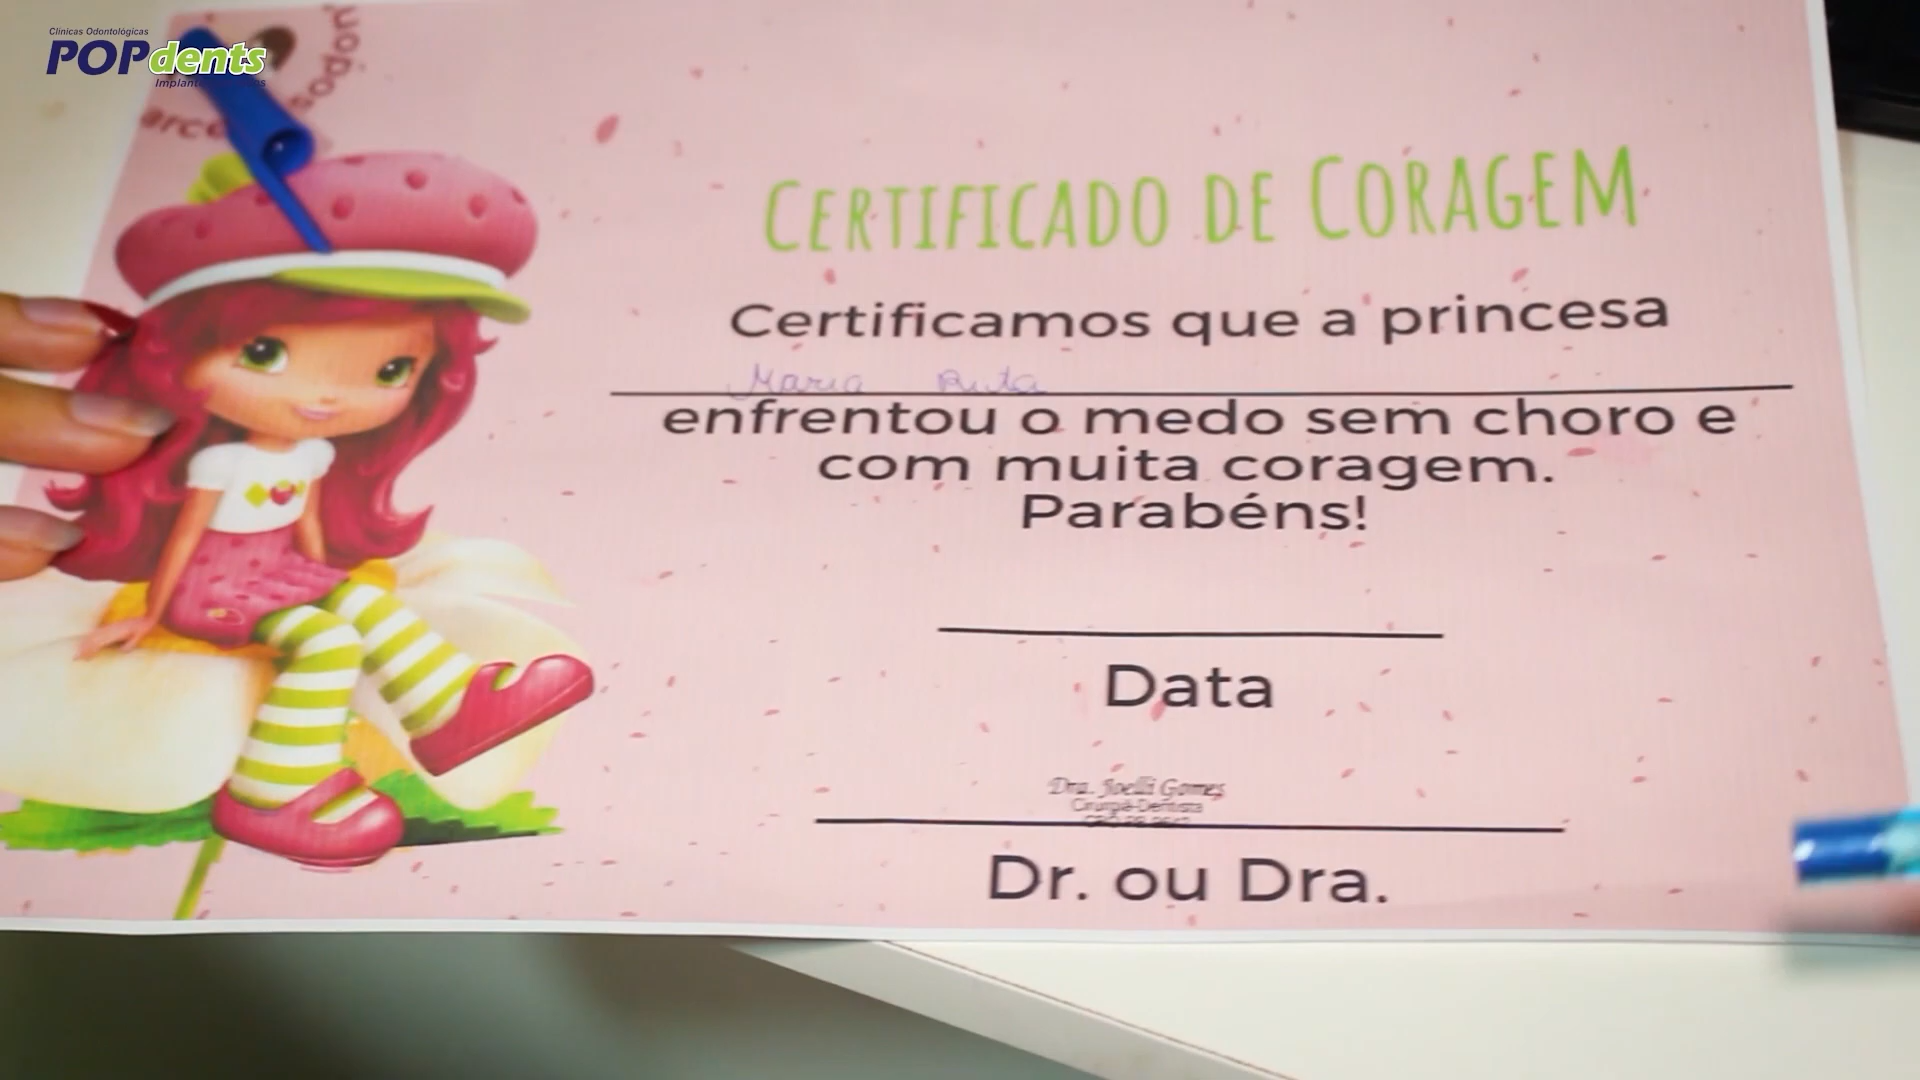 Clínicas Odontológicas
POPdents
CERTIFICADO DE CORAGEM
Certificamos que a princesa
Maria Ruta
enfrentou o medo sem choro e
com muita coragem.
Parabéns!
Data
Dra. Joelli Gomes
Cirurgiã-Dentista
Dr. ou Dra.